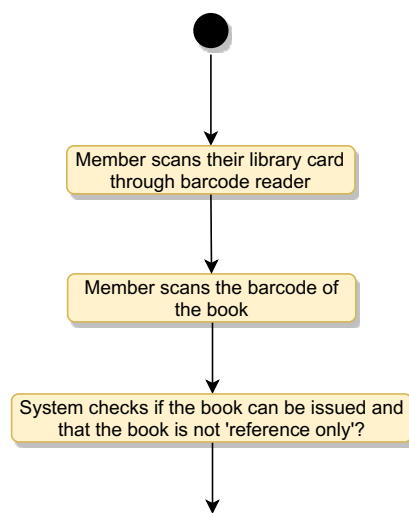 Member scans their library card
through barcode reader
Member scans the barcode of
the book
System checks if the book can be issued and
that the book is not 'reference only'?